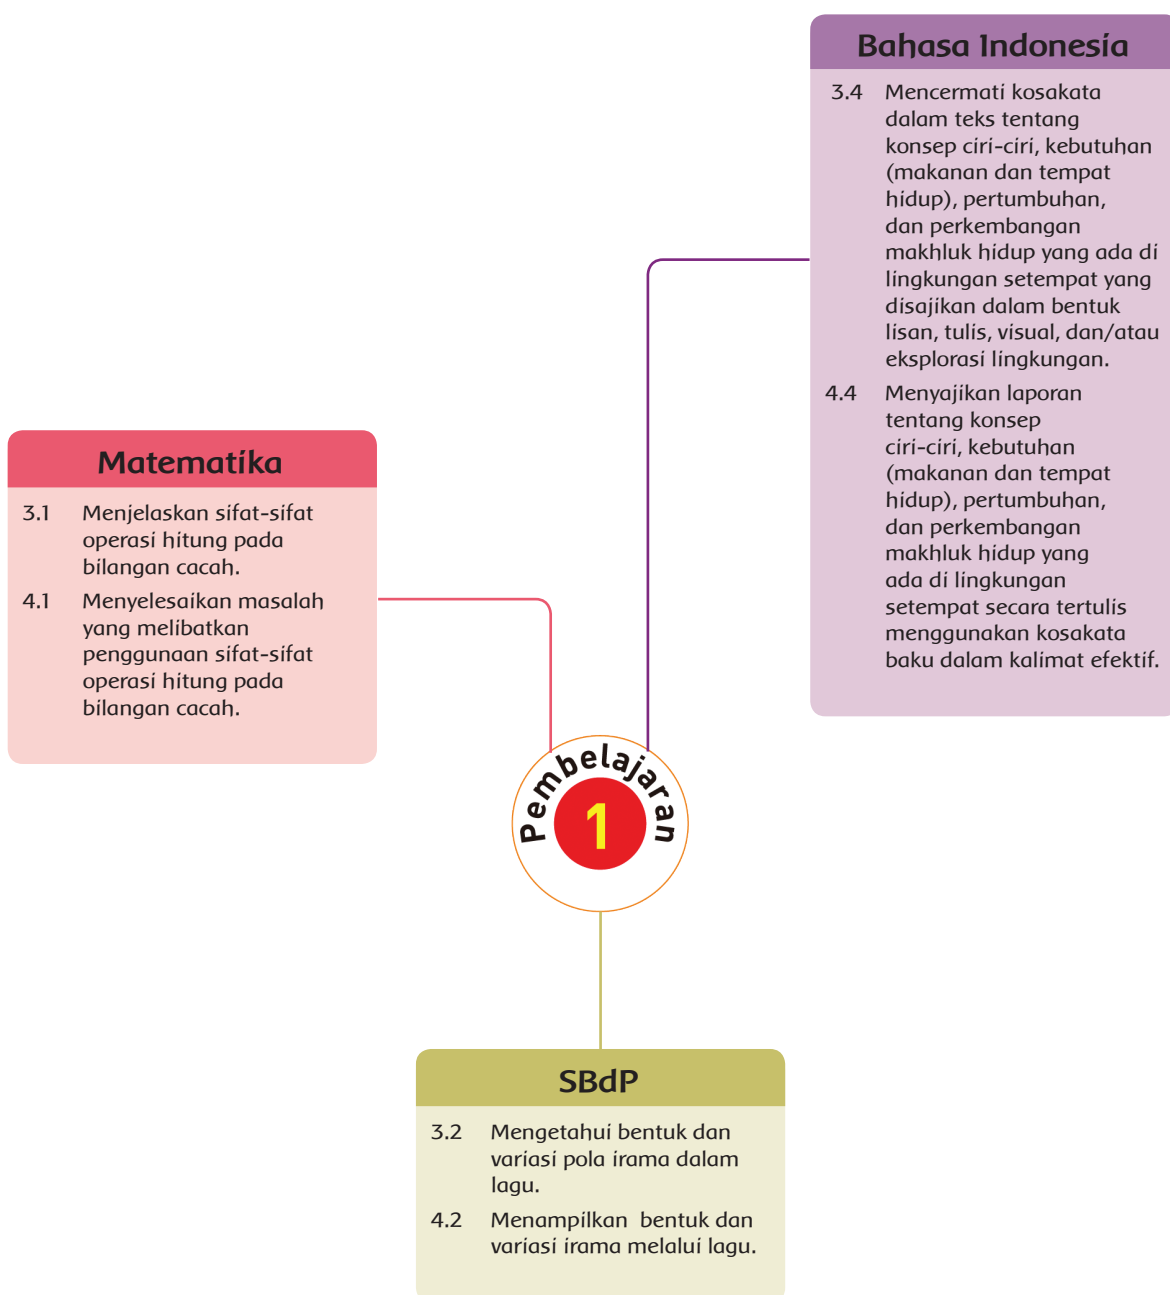 Bahasa Indonesia
3.4 Mencermati kosakata
dalam teks tentang
konsep ciri-ciri, kebutuhan
(makanan dan tempat
hidup), pertumbuhan,
dan perkembangan
makhluk hidup yang ada di
lingkungan setempat yang
disajikan dalam bentuk
lisan, tulis, visual, dan/atau
eksplorasi lingkungan.
4.4 Menyajikan laporan
tentang konsep
ciri-ciri, kebutuhan
(makanan dan tempat
hidup), pertumbuhan,
dan perkembangan
makhluk hidup yang
ada di lingkungan
setempat secara tertulis
menggunakan kosakata
baku dalam kalimat efektif.
Matematika
3.1 Menjelaskan sifat-sifat
operasi hitung pada
bilangan cacah.
4.1 Menyelesaikan masalah
yang melibatkan
penggunaan sifat-sifat
operasi hitung pada
bilangan cacah.
Pembelajaran
1
SBdP
3.2 Mengetahui bentuk dan
variasi pola irama dalam
lagu.
4.2 Menampilkan bentuk dan
variasi irama melalui lagu.